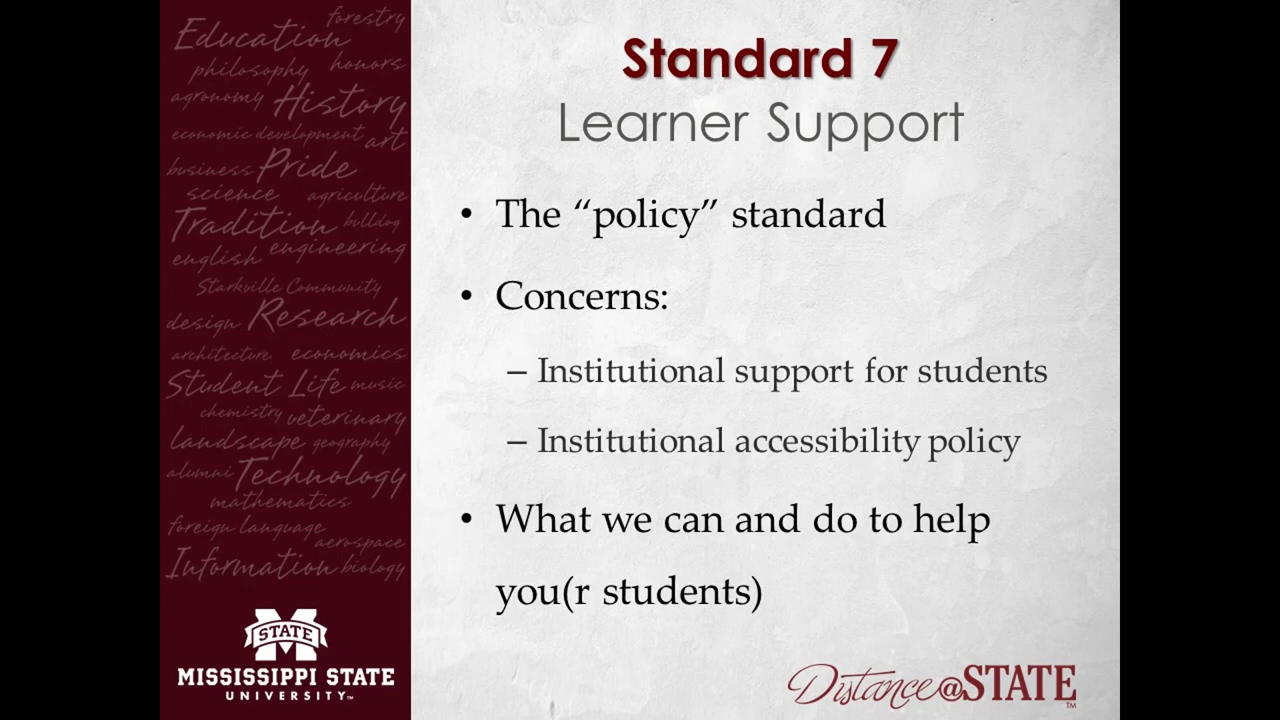 forestry
Education
philosophy honors
agronomy History
economic development art
business Pride
science agriculture
Tradition bulldog
english engineering
Starkville Community
design Research
architecture economics
Student Life music
chemistry veterinary
landscape geography
alumni Technology
mathematics
foreign language
aerospace
Information biology
STATE
MISSISSIPPI STATE
UNIVERSITY™
Standard 7
Learner Support
• The “policy” standard
• Concerns:
– Institutional support for students
– Institutional accessibility policy
• What we can and do to help
you(r students)
Distance@STATE™